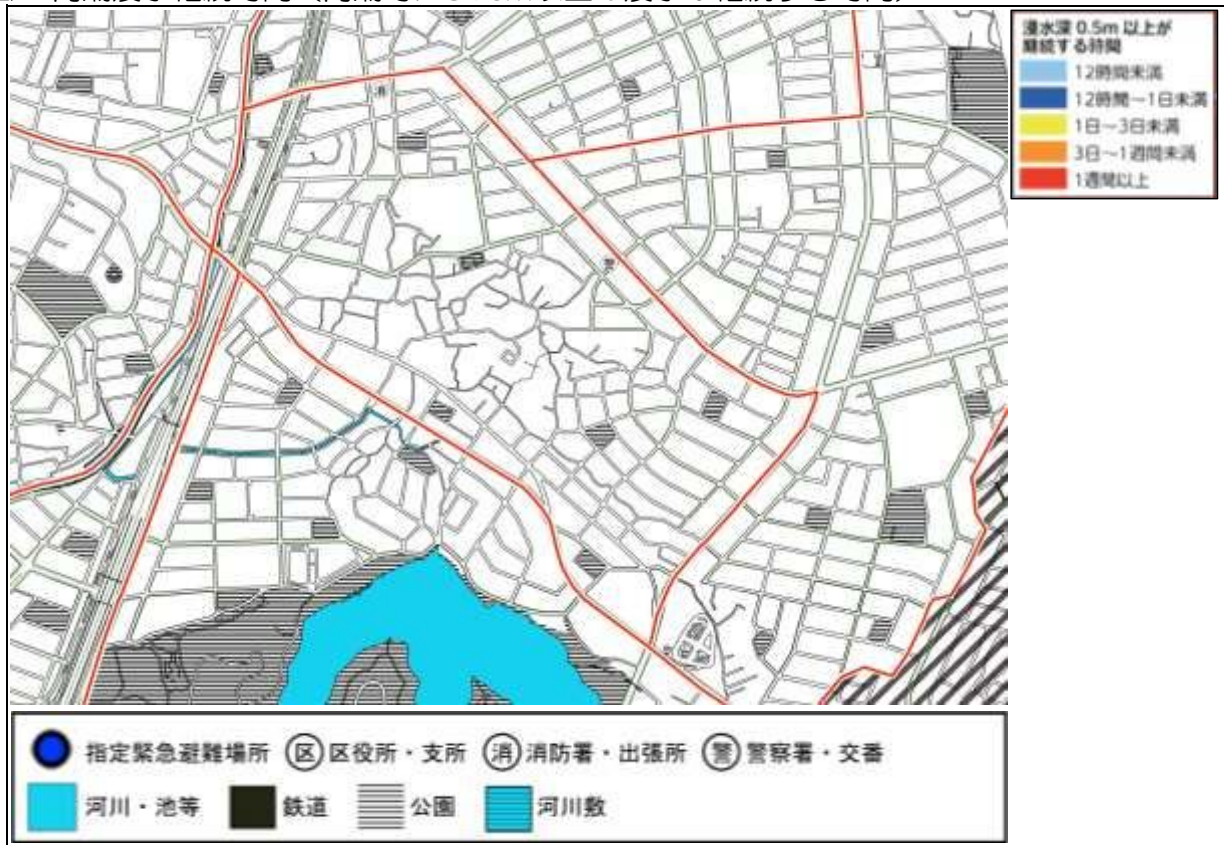 浸水深 0.5m 以上が
継続する時間
12時間未満
12時間～1日未満
1日～3日未満
3日～1週間未満
1週間以上
消
警
指定緊急避難場所 区 区役所・支所 消 消防署・出張所 警 警察署・交番
河川・池等 鉄道 公園 河川敷